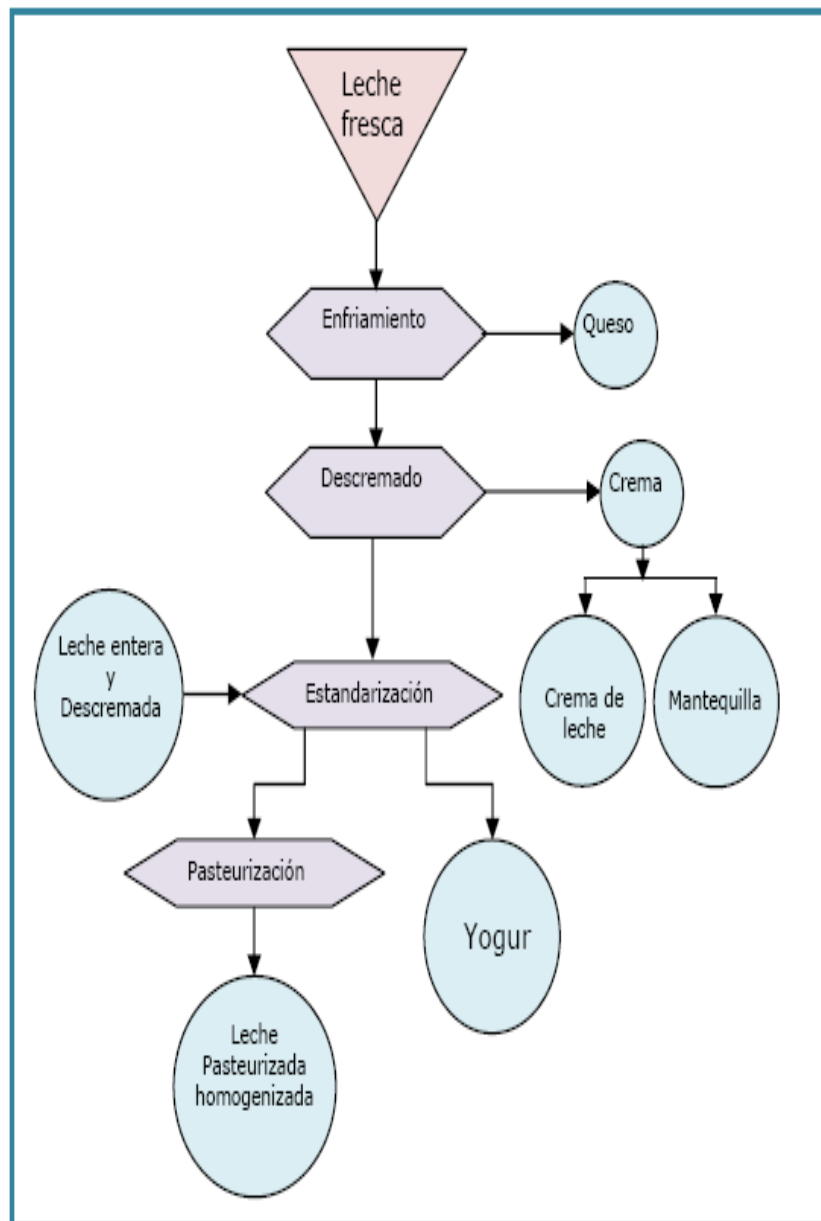 Leche
fresca
Enfriamiento
Queso
Descremado
Crema
Leche entera
y
Descremada
Estandarización
Crema de
leche
Mantequilla
Pasteurización
Yogur
Leche
Pasteurizada
homogenizada